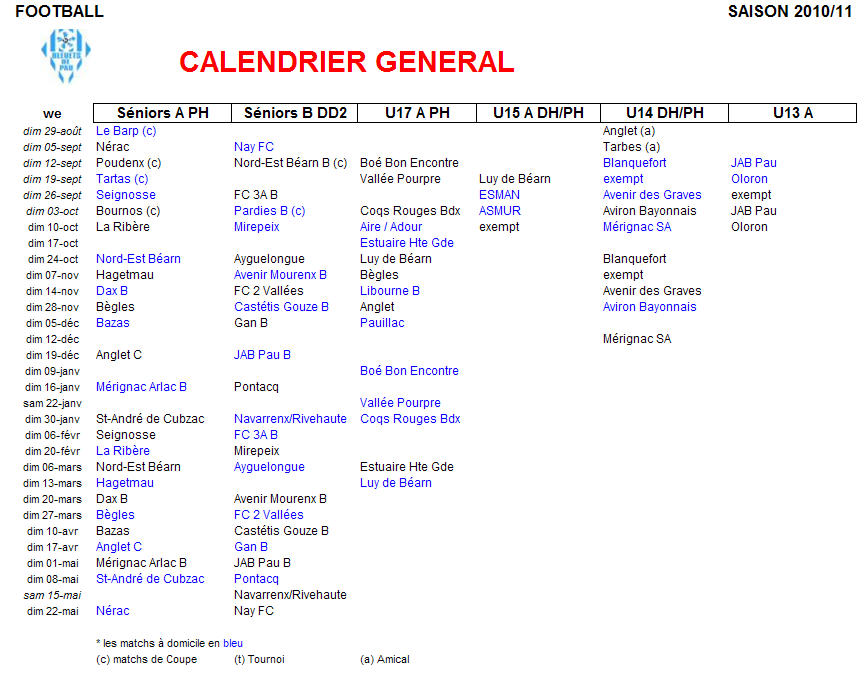 FOOTBALL SAISON 2010/11
BLEUETS
DE
PAU
CALENDRIER GENERAL
we Séniors A PH Séniors B DD2 U17 A PH U15 A DH/PH U14 DH/PH U13 A
dim 29-août Le Barp (c) Anglet (a)
dim 05-sept Nérac Nay FC Tarbes (a)
dim 12-sept Poudenx (c) Nord-Est Béarn B (c) Boé Bon Encontre Blanquefort JAB Pau
dim 19-sept Tartas (c) Vallée Pourpre Luy de Béarn exempt Oloron
dim 26-sept Seignosse FC 3A B ESMAN Avenir des Graves exempt
dim 03-oct Bournos (c) Pardies B (c) Coqs Rouges Bdx ASMUR Aviron Bayonnais JAB Pau
dim 10-oct La Ribère Mirepeix Aire / Adour exempt Mérignac SA Oloron
dim 17-oct Estuaire Hte Gde
dim 24-oct Nord-Est Béarn Ayguelongue Luy de Béarn Blanquefort
dim 07-nov Hagetmau Avenir Mourenx B Bègles exempt
dim 14-nov Dax B FC 2 Vallées Libourne B Avenir des Graves
dim 28-nov Bègles Castétis Gouze B Anglet Aviron Bayonnais
dim 05-déc Bazas Gan B Pauillac
dim 12-déc Mérignac SA
dim 19-déc Anglet C JAB Pau B
dim 09-janv Boé Bon Encontre
dim 16-janv Mérignac Arlac B Pontacq
sam 22-janv Vallée Pourpre
dim 30-janv St-André de Cubzac Navarrenx/Rivehaute Coqs Rouges Bdx
dim 06-févr Seignosse FC 3A B
dim 20-févr La Ribère Mirepeix
dim 06-mars Nord-Est Béarn Ayguelongue Estuaire Hte Gde
dim 13-mars Hagetmau Luy de Béarn
dim 20-mars Dax B Avenir Mourenx B
dim 27-mars Bègles FC 2 Vallées
dim 10-avr Bazas Castétis Gouze B
dim 17-avr Anglet C Gan B
dim 01-mai Mérignac Arlac B JAB Pau B
dim 08-mai St-André de Cubzac Pontacq
sam 15-mai Navarrenx/Rivehaute
dim 22-mai Nérac Nay FC
* les matchs à domicile en bleu
(c) matchs de Coupe (t) Tournoi (a) Amical